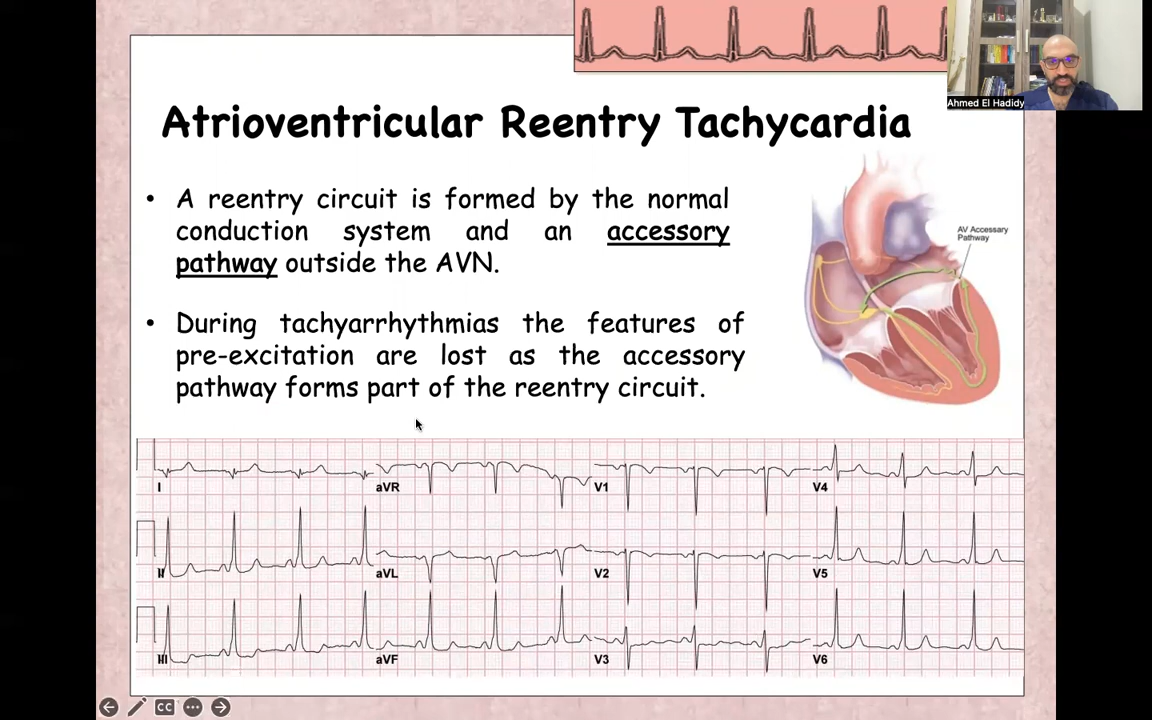 Ahmed El Hadidy
Atrioventricular Reentry Tachycardia
• A reentry circuit is formed by the normal
conduction system and an accessory
pathway outside the AVN.
• During tachyarrhythmias the features of
pre-excitation are lost as the accessory
pathway forms part of the reentry circuit.
AV Accessory
Pathway
I aVR V1 V4
II aVL V2 V5
III aVF V3 V6
CC